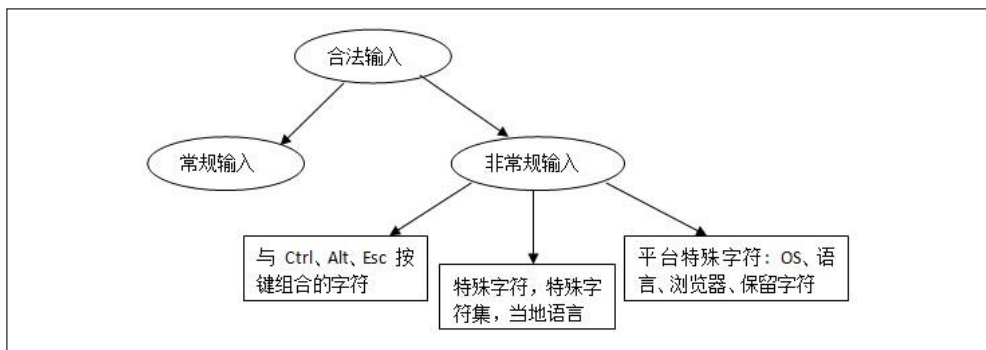 合法输入
常规输入
非常规输入
与 Ctrl、Alt、Esc 按
键组合的字符
特殊字符，特殊字
符集，当地语言
平台特殊字符：OS、语
言、浏览器、保留字符